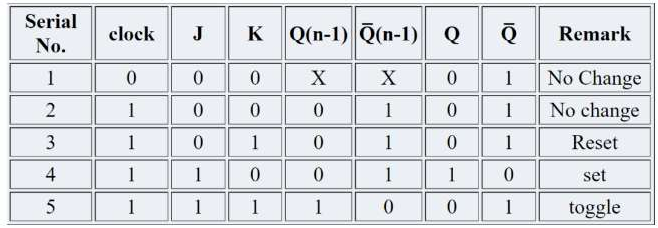 Serial No. clock J K Q(n-1) Q̅(n-1) Q Q̅ Remark
1 0 0 0 X X 0 1 No Change
2 1 0 0 0 1 0 1 No change
3 1 0 1 0 1 0 1 Reset
4 1 1 0 0 1 1 0 set
5 1 1 1 1 0 0 1 toggle